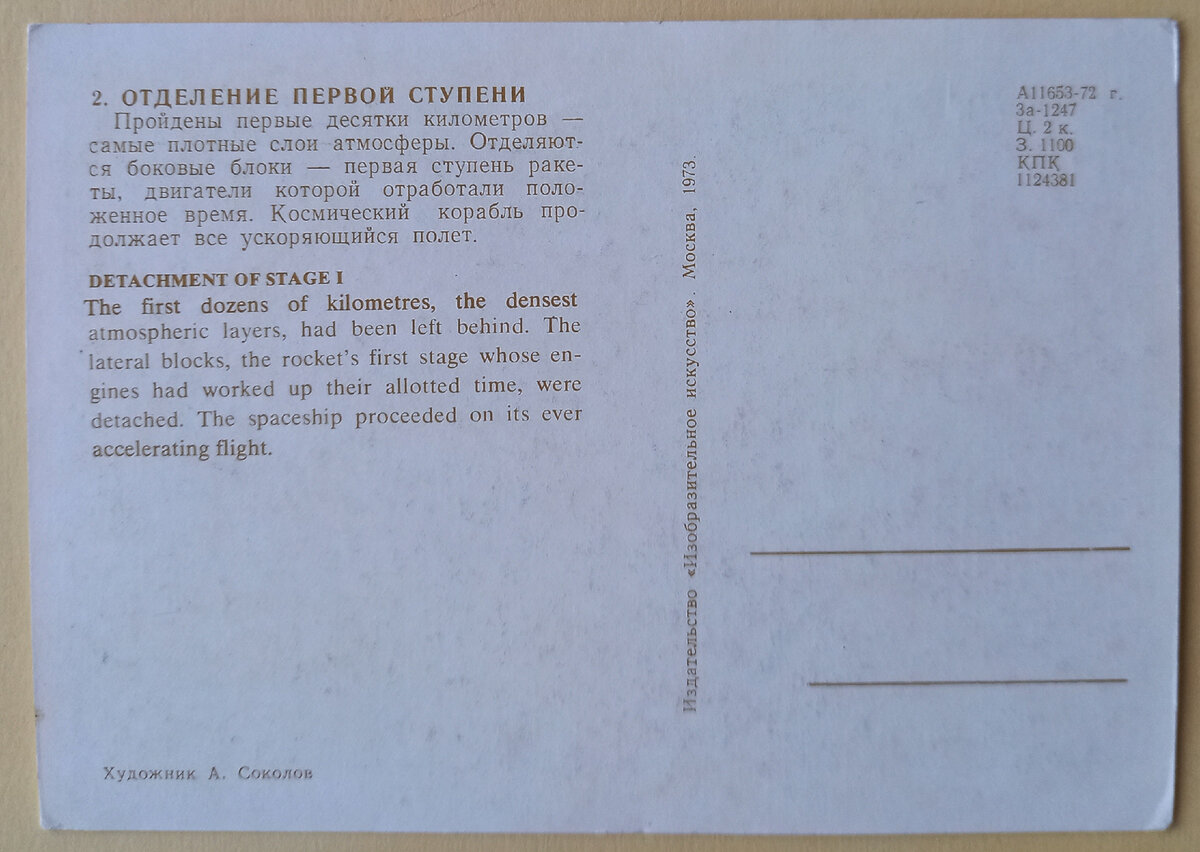 2. ОТДЕЛЕНИЕ ПЕРВОЙ СТУПЕНИ
Пройдены первые десятки километров —
самые плотные слои атмосферы. Отделяют-
ся боковые блоки — первая ступень раке-
ты, двигатели которой отработали поло-
женное время. Космический корабль про-
должает все ускоряющийся полет.
DETACHMENT OF STAGE I
The first dozens of kilometres, the densest
atmospheric layers, had been left behind. The
lateral blocks, the rocket's first stage whose en-
gines had worked up their allotted time, were
detached. The spaceship proceeded on its ever
accelerating flight.
Художник А. Соколов
Издательство «Изобразительное искусство». Москва, 1973.
А11653-72 г.
За-1247
Ц. 2 к.
З. 1100
КПК
1124381